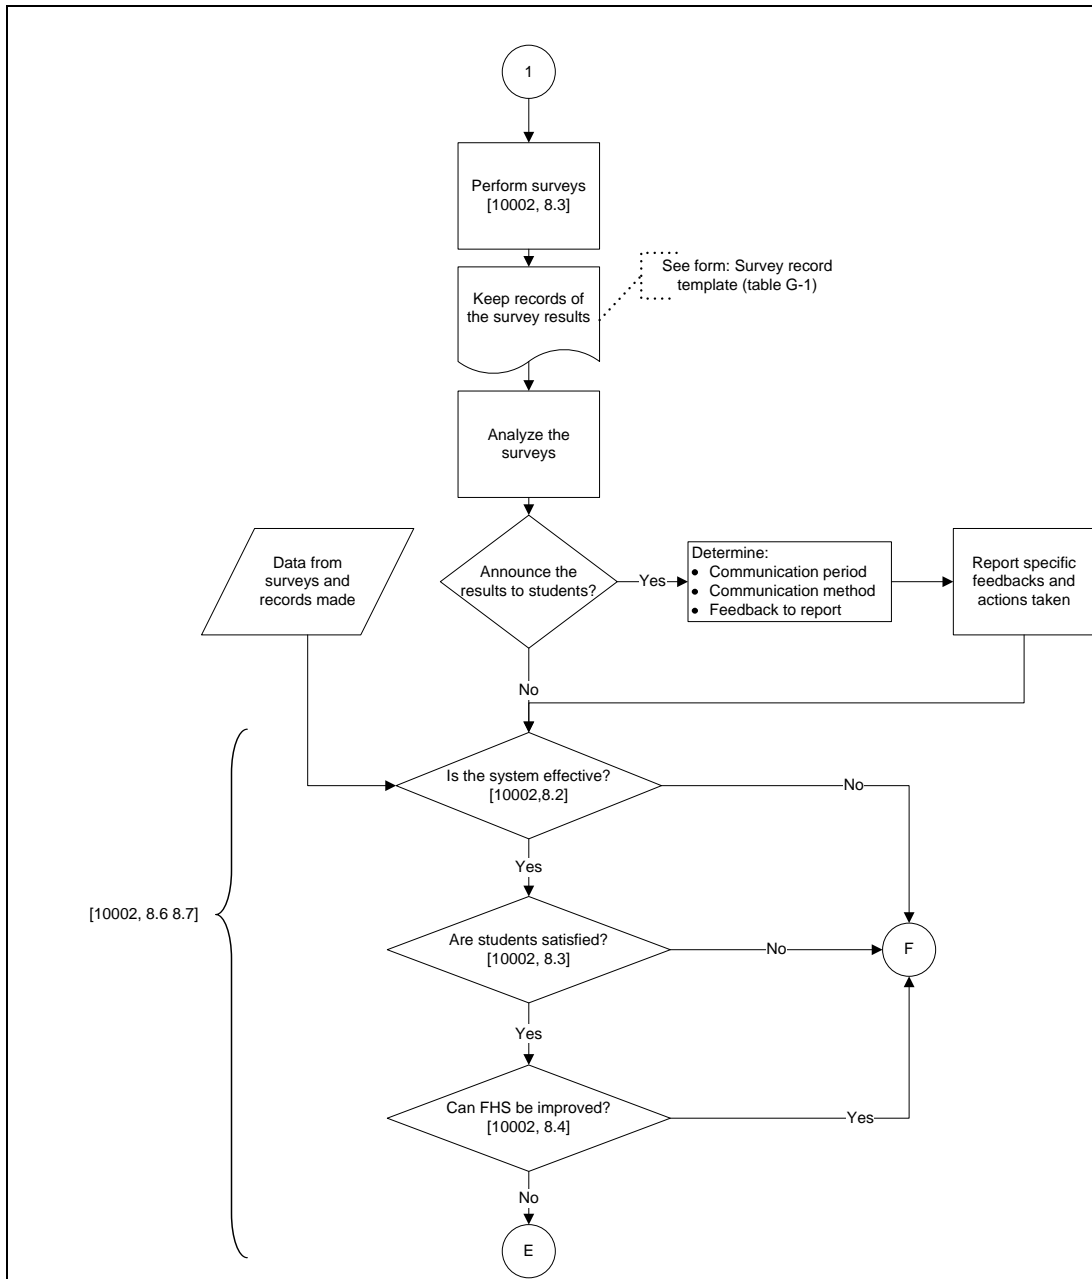 1
Perform surveys
[10002, 8.3]
See form: Survey record
template (table G-1)
Keep records of
the survey results
Analyze the
surveys
Data from
surveys and
records made
Announce the
results to students?
Yes
Determine:
• Communication period
• Communication method
• Feedback to report
Report specific
feedbacks and
actions taken
No
Is the system effective?
[10002,8.2]
No
Yes
[10002, 8.6 8.7]
Are students satisfied?
[10002, 8.3]
No
F
Yes
Can FHS be improved?
[10002, 8.4]
Yes
No
E